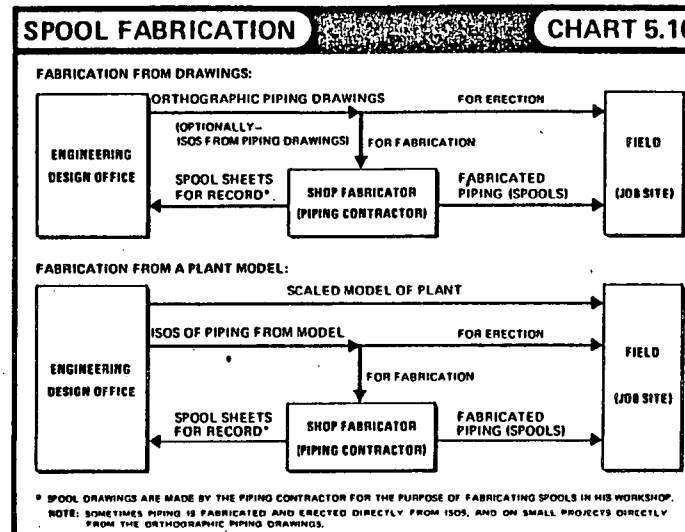 SPOOL FABRICATION
CHART 5.10
FABRICATION FROM DRAWINGS:
ORTHOGRAPHIC PIPING DRAWINGS
FOR ERECTION
(OPTIONALLY–
ISOS FROM PIPING DRAWINGS)
FOR FABRICATION
ENGINEERING
DESIGN OFFICE
FIELD
(JOB SITE)
SPOOL SHEETS
FOR RECORD*
SHOP FABRICATOR
(PIPING CONTRACTOR)
FABRICATED
PIPING (SPOOLS)
FABRICATION FROM A PLANT MODEL:
SCALED MODEL OF PLANT
ISOS OF PIPING FROM MODEL
FOR ERECTION
ENGINEERING
DESIGN OFFICE
FIELD
(JOB SITE)
FOR FABRICATION
SPOOL SHEETS
FOR RECORD*
SHOP FABRICATOR
(PIPING CONTRACTOR)
FABRICATED
PIPING (SPOOLS)
* SPOOL DRAWINGS ARE MADE BY THE PIPING CONTRACTOR FOR THE PURPOSE OF FABRICATING SPOOLS IN HIS WORKSHOP.
NOTE: SOMETIMES PIPING IS FABRICATED AND ERECTED DIRECTLY FROM ISOS, AND ON SMALL PROJECTS DIRECTLY
FROM THE ORTHOGRAPHIC PIPING DRAWINGS.